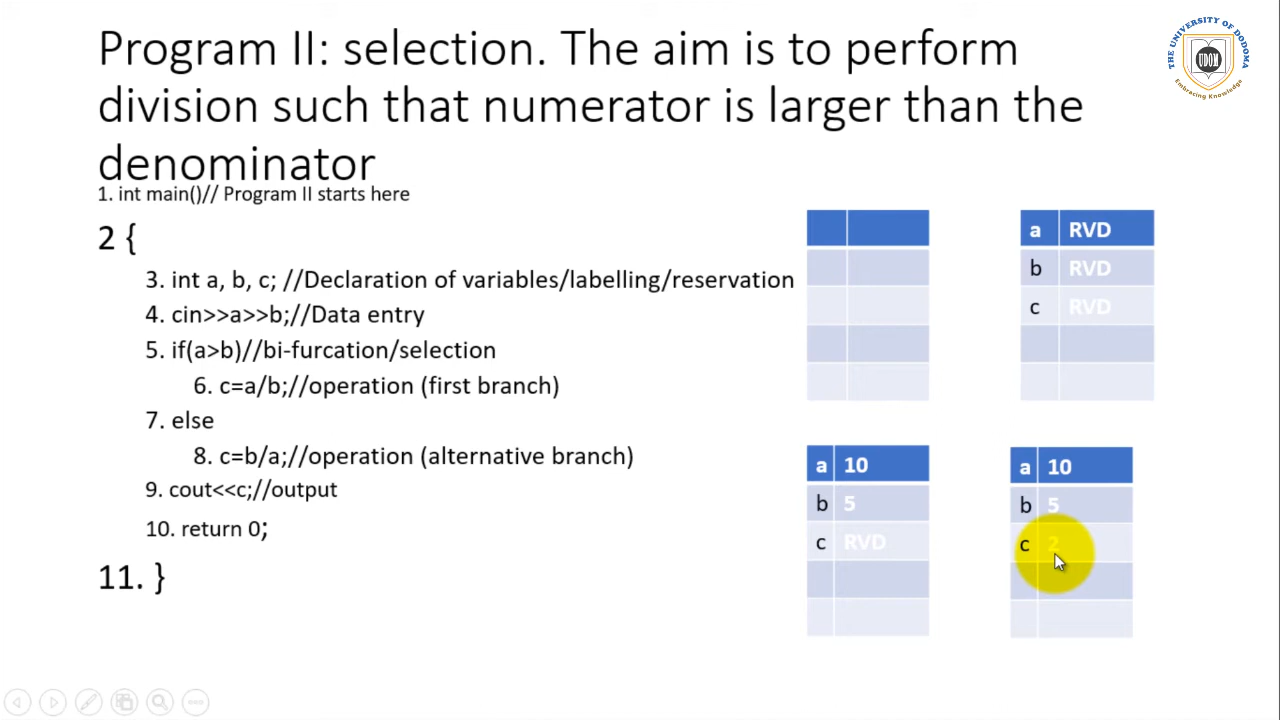 Program II: selection. The aim is to perform
division such that numerator is larger than the
denominator
THE UNIVERSITY OF DODOMA
UDOM
Embracing Knowledge
1. int main()// Program II starts here
2 {
3. int a, b, c; //Declaration of variables/labelling/reservation
4. cin>>a>>b;//Data entry
5. if(a>b)//bi-furcation/selection
6. c=a/b;//operation (first branch)
7. else
8. c=b/a;//operation (alternative branch)
9. cout<<c;//output
10. return 0;
11. }
a RVD
b RVD
c RVD
a 10
b 5
c RVD
a 10
b 5
c 2